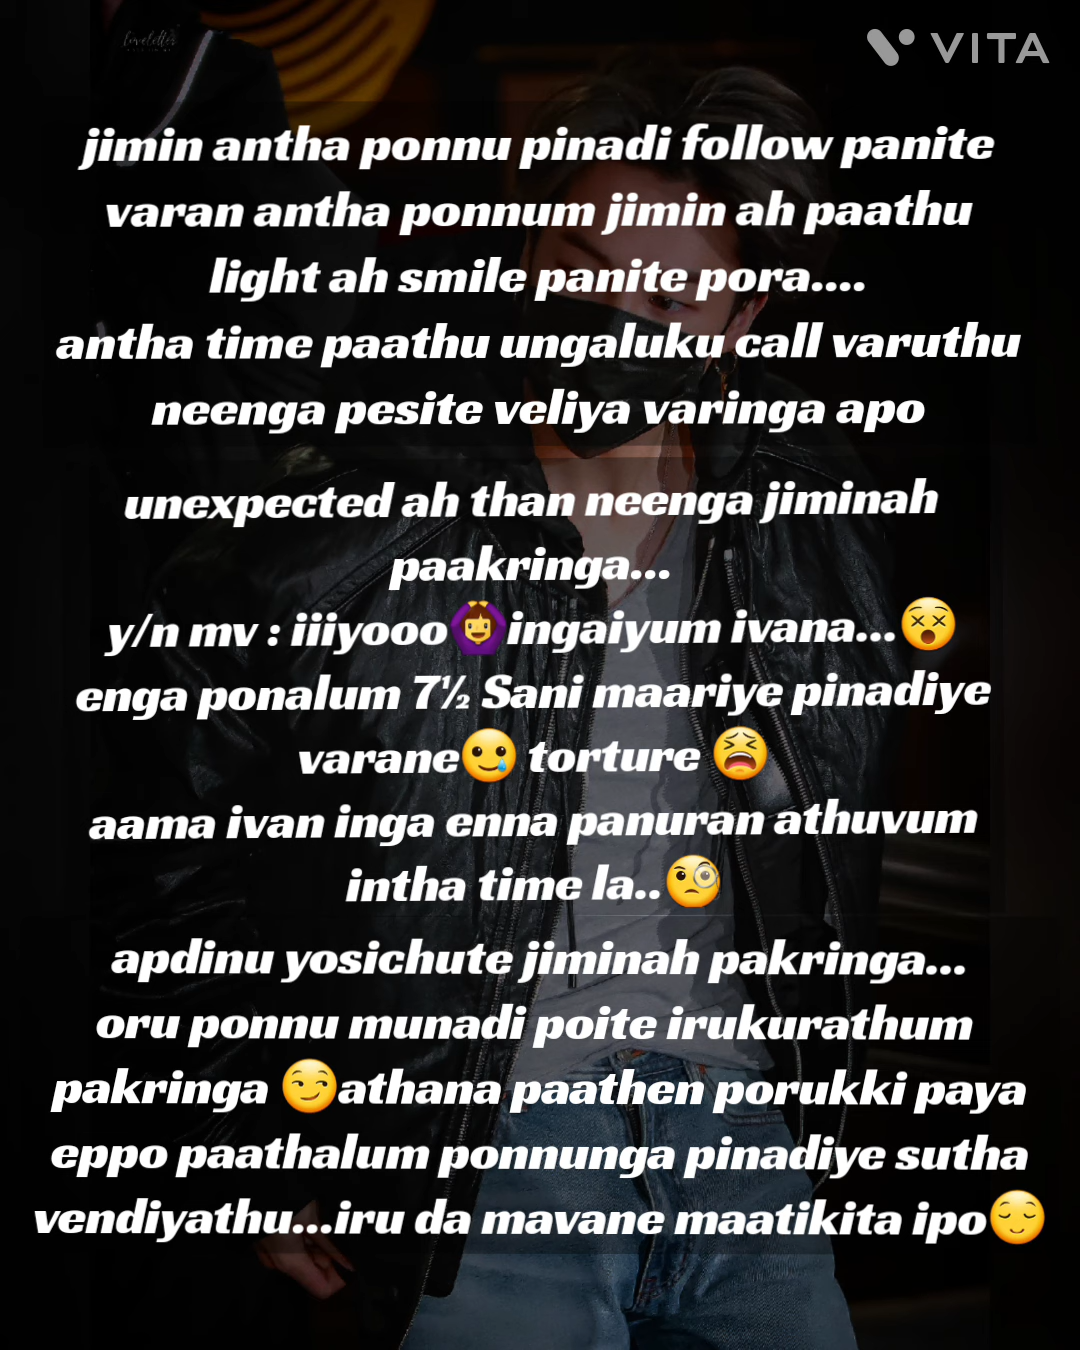 loveletter
VITA
jimin antha ponnu pinadi follow panite
varan antha ponnum jimin ah paathu
light ah smile panite pora....
antha time paathu ungaluku call varuthu
neenga pesite veliya varinga apo
unexpected ah than neenga jiminah
paakringa...
y/n mv : iiiyooo🙆‍♀️ingaiyum ivana...😵
enga ponalum 7½ Sani maariye pinadiye
varane🥲 torture 😫
aama ivan inga enna panuran athuvum
intha time la..🧐
apdinu yosichute jiminah pakringa...
oru ponnu munadi poite irukurathum
pakringa 😏athana paathen porukki paya
eppo paathalum ponnunga pinadiye sutha
vendiyathu...iru da mavane maatikita ipo😌